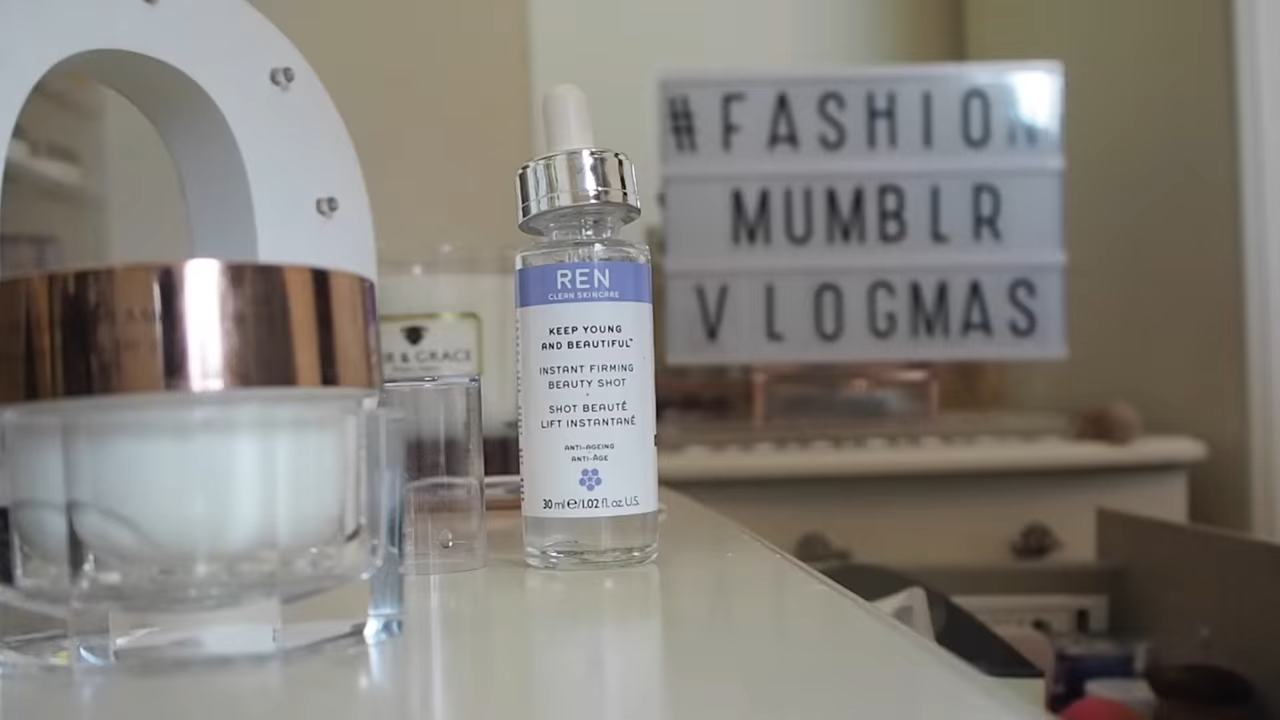 REN
CLEAN SKINCARE
KEEP YOUNG
AND BEAUTIFUL™
INSTANT FIRMING
BEAUTY SHOT
SHOT BEAUTÉ
LIFT INSTANTANÉ
ANTI-AGEING
ANTI-ÂGE
30 ml ℮/1.02 fl. oz. U.S.
& GRACE
#FASHION
MUMBLR
VLOGMAS